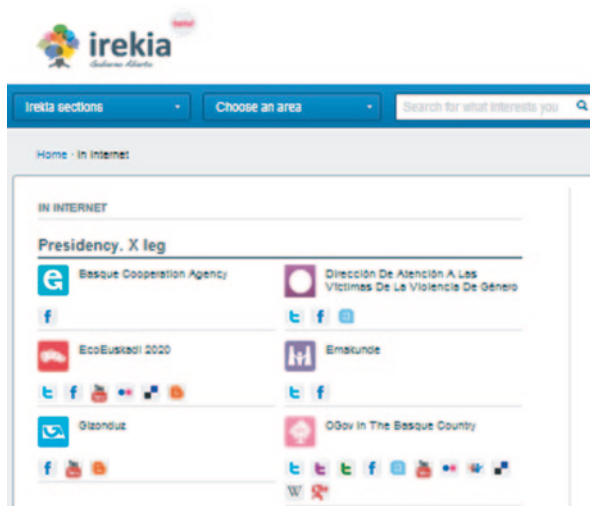 irekia
Gobierno Abierto
Irekia sections
Choose an area
Search for what interests you
Home · In Internet
IN INTERNET
Presidency. X leg
Basque Cooperation Agency
Dirección De Atención A Las
Víctimas De La Violencia De Género
EcoEuskadi 2020
Emakunde
Gizonduz
OGov In The Basque Country